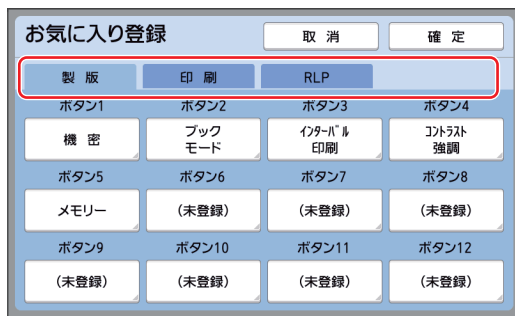 お気に入り登録 取 消 確 定
製 版 印 刷 RLP
ボタン1 ボタン2 ボタン3 ボタン4
機 密 ブック ｲﾝﾀｰﾊﾞﾙ ｺﾝﾄﾗｽﾄ
モード 印刷 強調
ボタン5 ボタン6 ボタン7 ボタン8
メモリー (未登録) (未登録) (未登録)
ボタン9 ボタン10 ボタン11 ボタン12
(未登録) (未登録) (未登録) (未登録)